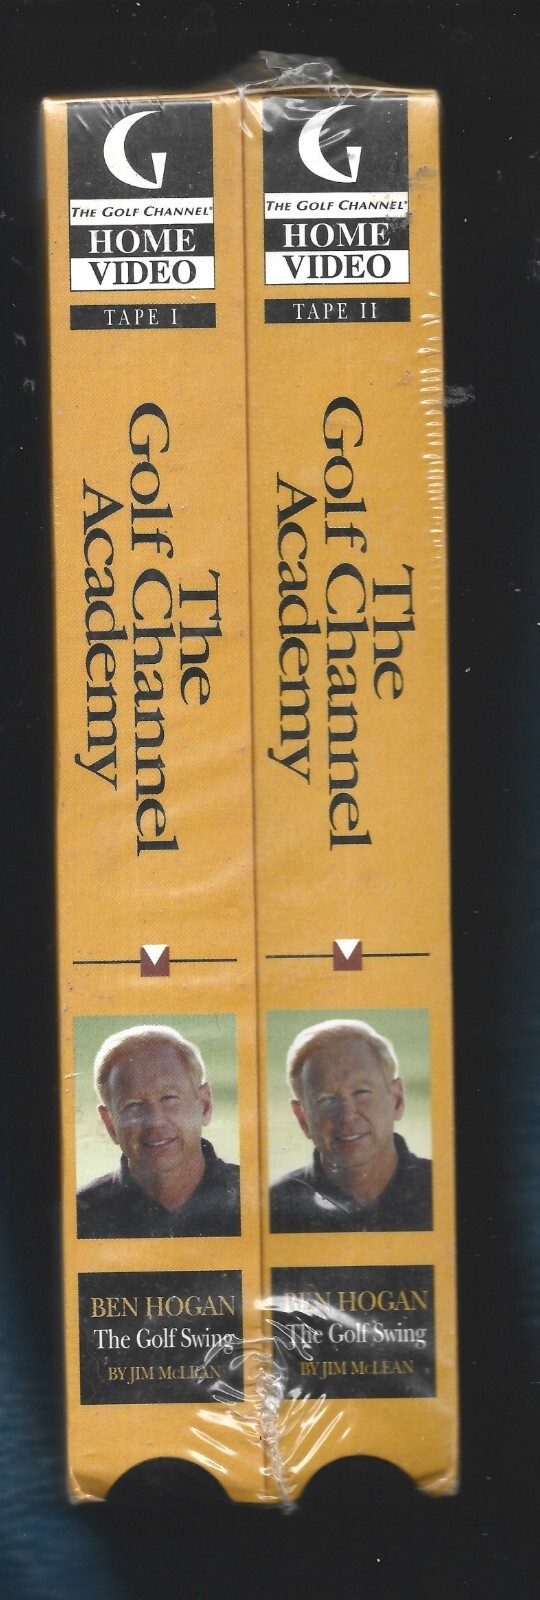 G
THE GOLF CHANNEL®
HOME
VIDEO
TAPE I
The
Golf Channel
Academy
BEN HOGAN
The Golf Swing
BY JIM McLEAN
G
THE GOLF CHANNEL®
HOME
VIDEO
TAPE II
The
Golf Channel
Academy
BEN HOGAN
The Golf Swing
BY JIM McLEAN